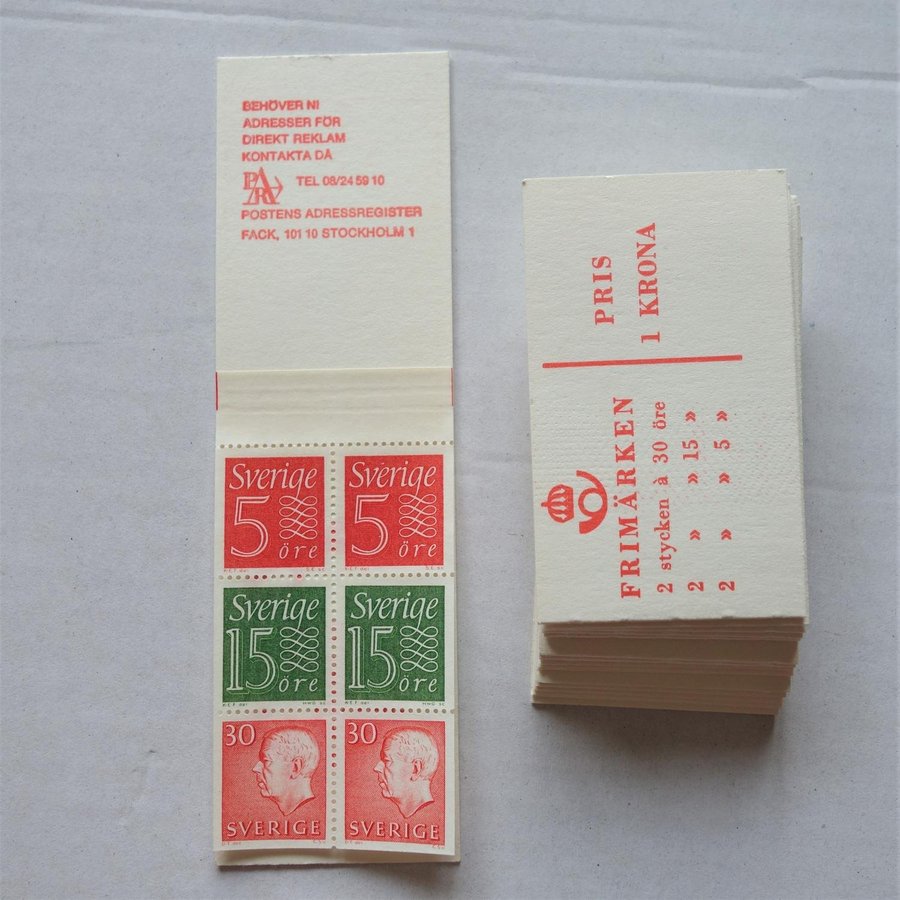 BEHÖVER NI
ADRESSER FÖR
DIREKT REKLAM
KONTAKTA DÅ
PAR TEL 08/24 59 10
POSTENS ADRESSREGISTER
FACK, 101 10 STOCKHOLM 1
Sverige
5
öre
Sverige
5
öre
Sverige
15
öre
Sverige
15
öre
30
SVERIGE
30
SVERIGE
FRIMÄRKEN
2 stycken à 30 öre
2 » » 15 »
2 » » 5 »
PRIS
1 KRONA